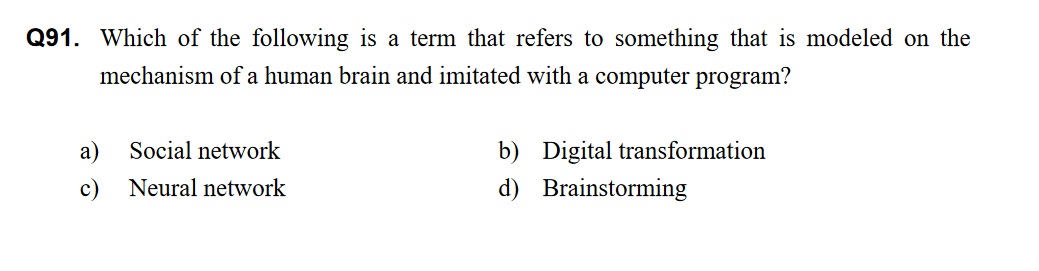 Q91. Which of the following is a term that refers to something that is modeled on the
mechanism of a human brain and imitated with a computer program?
a) Social network b) Digital transformation
c) Neural network d) Brainstorming